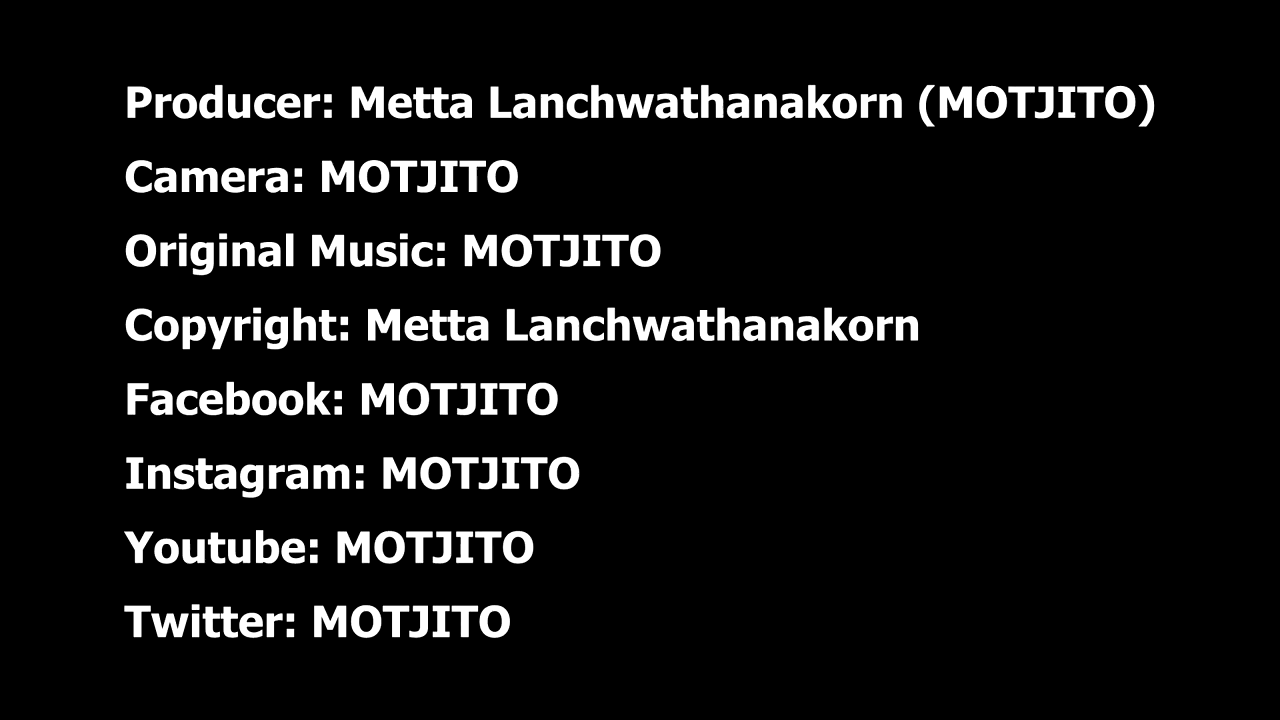 Producer: Metta Lanchwathanakorn (MOTJITO)
Camera: MOTJITO
Original Music: MOTJITO
Copyright: Metta Lanchwathanakorn
Facebook: MOTJITO
Instagram: MOTJITO
Youtube: MOTJITO
Twitter: MOTJITO